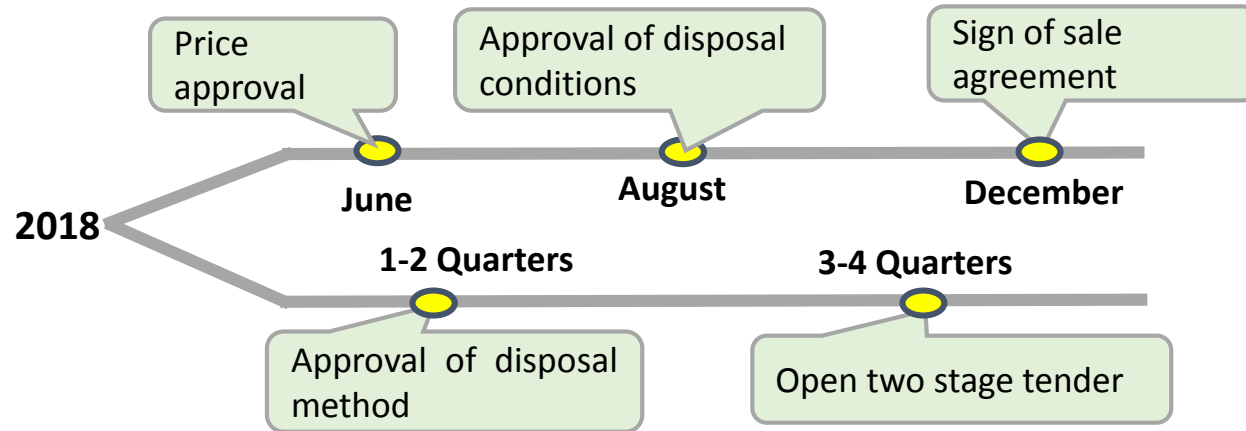 Price
approval
Approval of disposal
conditions
Sign of sale
agreement
June
August
December
2018
1-2 Quarters
3-4 Quarters
Approval of disposal
method
Open two stage tender